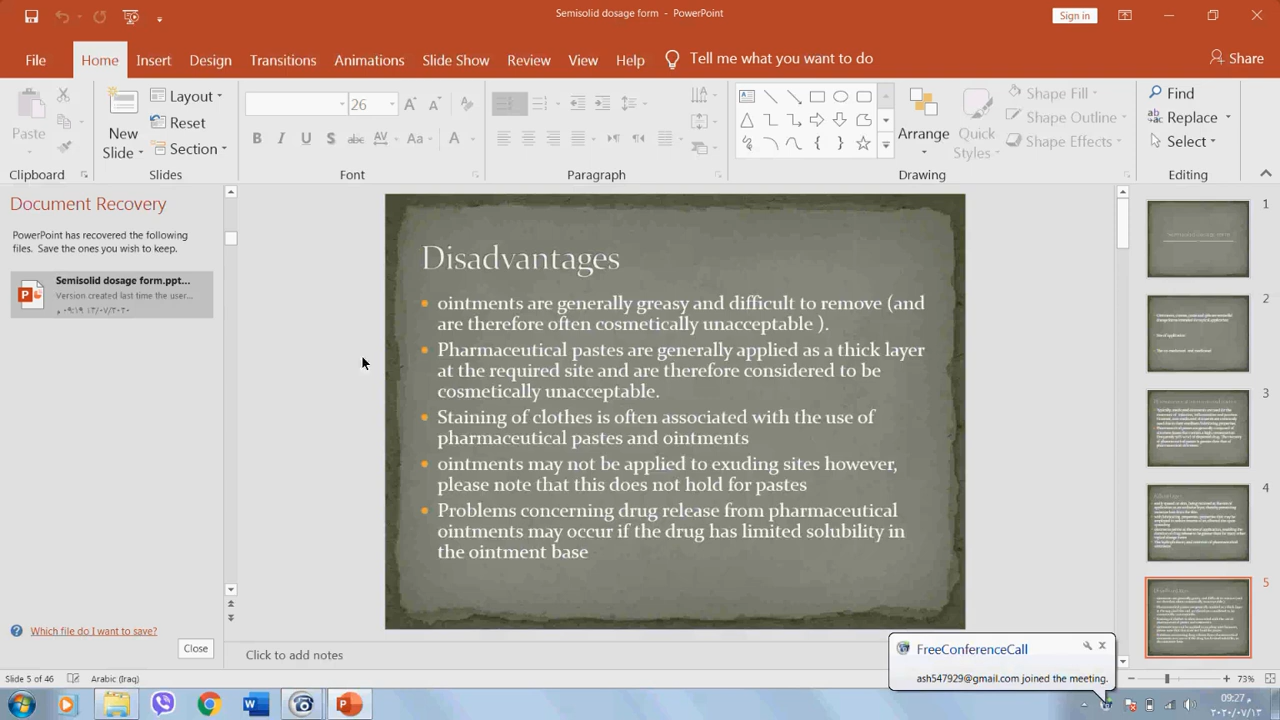 Semisolid dosage form - PowerPoint
Sign in
File Home Insert Design Transitions Animations Slide Show Review View Help Tell me what you want to do Share
Paste
New Slide
Layout
Reset
Section
26
B I U S abc AV Aa A
Arrange
Quick Styles
Shape Fill
Shape Outline
Shape Effects
Find
Replace
Select
Clipboard Slides Font Paragraph Drawing Editing
Document Recovery
PowerPoint has recovered the following
files. Save the ones you wish to keep.
Semisolid dosage form.ppt...
Version created last time the user...
Which file do I want to save?
Close
Disadvantages
ointments are generally greasy and difficult to remove (and
are therefore often cosmetically unacceptable ).
Pharmaceutical pastes are generally applied as a thick layer
at the required site and are therefore considered to be
cosmetically unacceptable.
Staining of clothes is often associated with the use of
pharmaceutical pastes and ointments
ointments may not be applied to exuding sites however,
please note that this does not hold for pastes
Problems concerning drug release from pharmaceutical
ointments may occur if the drug has limited solubility in
the ointment base
Click to add notes
1
2
3
4
5
FreeConferenceCall
ash547929@gmail.com joined the meeting.
Slide 5 of 46
Arabic (Iraq)
73%
09:27 م
٢٠٢٠/٠٧/١٣